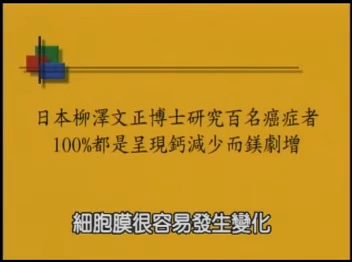 日本柳澤文正博士研究百名癌症者
100%都是呈現鈣減少而鎂劇增
細胞膜很容易發生變化